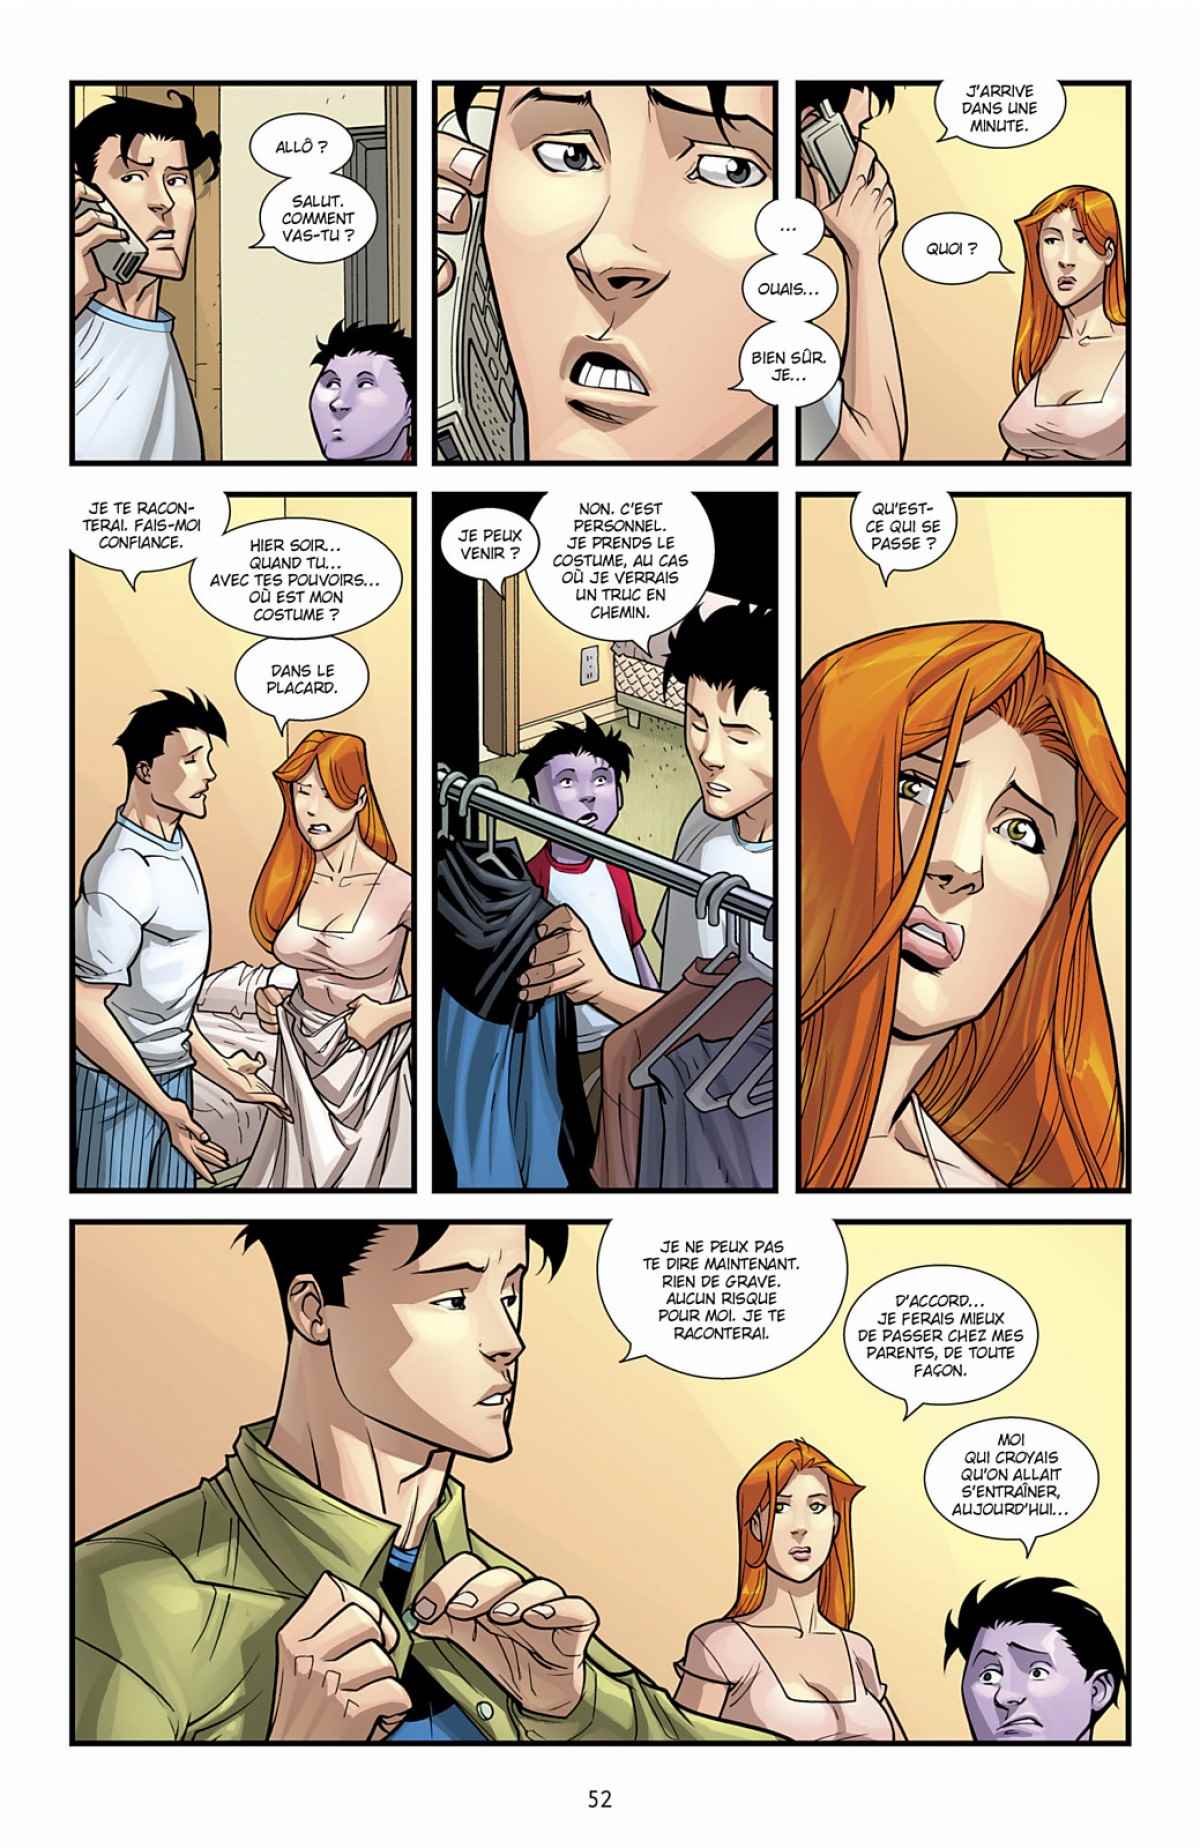 ALLÔ ?
SALUT.
COMMENT
VAS-TU ?
...
OUAIS...
BIEN SÛR.
JE...
J'ARRIVE
DANS UNE
MINUTE.
QUOI ?
JE TE RACON-
TERAI. FAIS-MOI
CONFIANCE.
HIER SOIR...
QUAND TU...
AVEC TES POUVOIRS...
OÙ EST MON
COSTUME ?
DANS LE
PLACARD.
JE PEUX
VENIR ?
NON. C'EST
PERSONNEL.
JE PRENDS LE
COSTUME, AU CAS
OÙ JE VERRAIS
UN TRUC EN
CHEMIN.
QU'EST-
CE QUI SE
PASSE ?
JE NE PEUX PAS
TE DIRE MAINTENANT.
RIEN DE GRAVE.
AUCUN RISQUE
POUR MOI. JE TE
RACONTERAI.
D'ACCORD...
JE FERAIS MIEUX
DE PASSER CHEZ MES
PARENTS, DE TOUTE
FAÇON.
MOI
QUI CROYAIS
QU'ON ALLAIT
S'ENTRAÎNER,
AUJOURD'HUI...
52